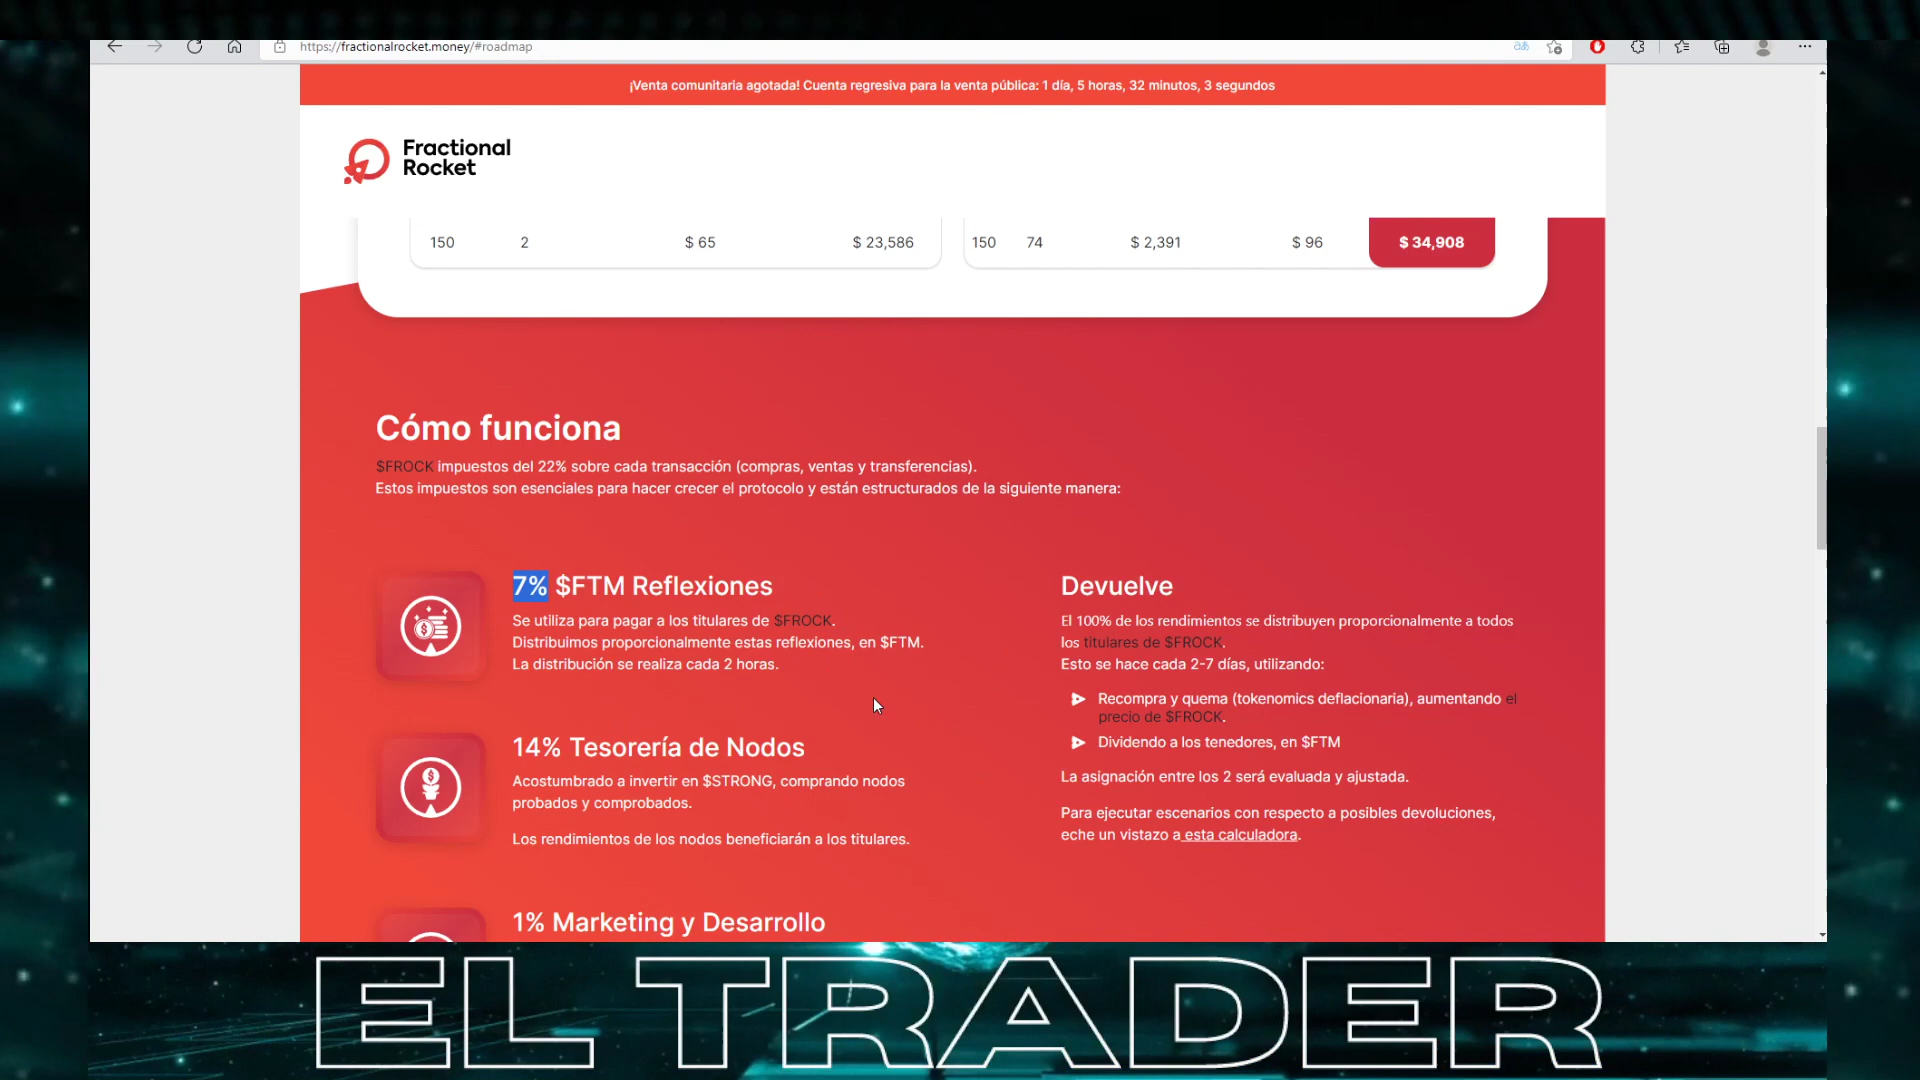 https://fractionalrocket.money/#roadmap
¡Venta comunitaria agotada! Cuenta regresiva para la venta pública: 1 día, 5 horas, 32 minutos, 3 segundos
Fractional
Rocket
150 2 $ 65 $ 23,586 150 74 $ 2,391 $ 96 $ 34,908
Cómo funciona
$FROCK impuestos del 22% sobre cada transacción (compras, ventas y transferencias).
Estos impuestos son esenciales para hacer crecer el protocolo y están estructurados de la siguiente manera:
7% $FTM Reflexiones
Se utiliza para pagar a los titulares de $FROCK.
Distribuimos proporcionalmente estas reflexiones, en $FTM.
La distribución se realiza cada 2 horas.
14% Tesorería de Nodos
Acostumbrado a invertir en $STRONG, comprando nodos
probados y comprobados.
Los rendimientos de los nodos beneficiarán a los titulares.
1% Marketing y Desarrollo
Devuelve
El 100% de los rendimientos se distribuyen proporcionalmente a todos
los titulares de $FROCK.
Esto se hace cada 2-7 días, utilizando:
Recompra y quema (tokenomics deflacionaria), aumentando el
precio de $FROCK.
Dividendo a los tenedores, en $FTM
La asignación entre los 2 será evaluada y ajustada.
Para ejecutar escenarios con respecto a posibles devoluciones,
eche un vistazo a esta calculadora.
EL TRADER